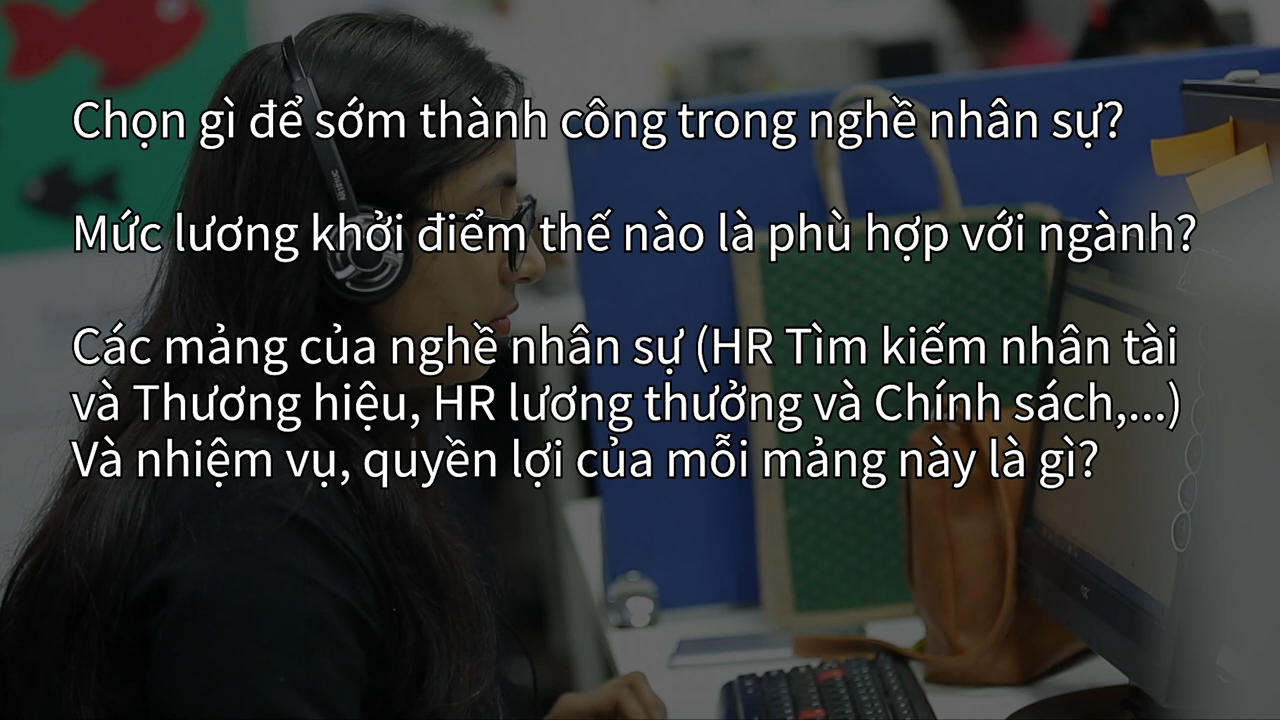 Chọn gì để sớm thành công trong nghề nhân sự?
Mức lương khởi điểm thế nào là phù hợp với ngành?
Các mảng của nghề nhân sự (HR Tìm kiếm nhân tài
và Thương hiệu, HR lương thưởng và Chính sách,...)
Và nhiệm vụ, quyền lợi của mỗi mảng này là gì?